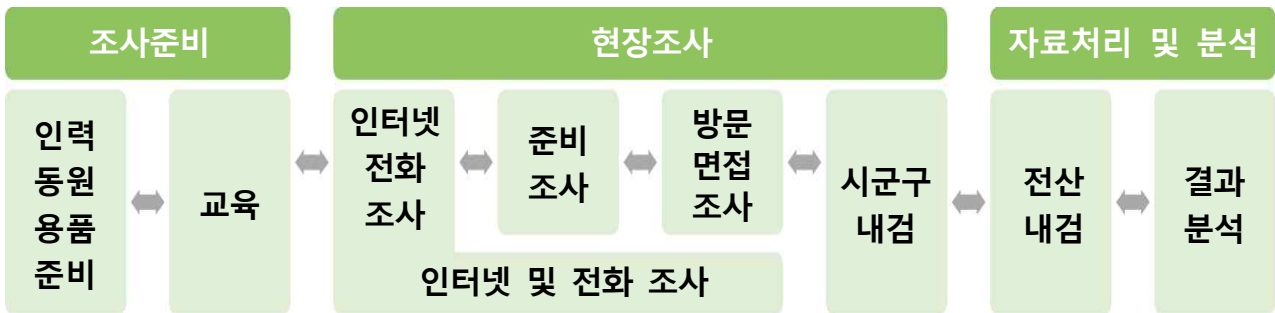 조사준비
현장조사
자료처리 및 분석
인력
동원
용품
준비
교육
인터넷
전화
조사
준비
조사
방문
면접
조사
인터넷 및 전화 조사
시군구
내검
전산
내검
결과
분석